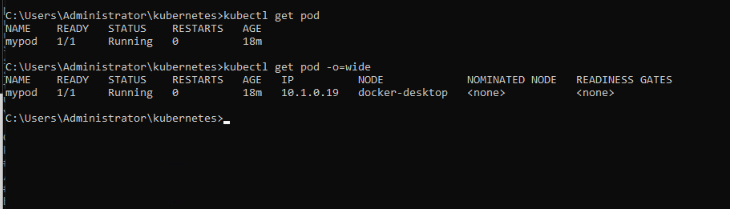 C:\Users\Administrator\kubernetes>kubectl get pod
NAME    READY   STATUS    RESTARTS   AGE
mypod   1/1     Running   0          18m
C:\Users\Administrator\kubernetes>kubectl get pod -o=wide
NAME    READY   STATUS    RESTARTS   AGE   IP          NODE             NOMINATED NODE   READINESS GATES
mypod   1/1     Running   0          18m   10.1.0.19   docker-desktop   <none>           <none>
C:\Users\Administrator\kubernetes>